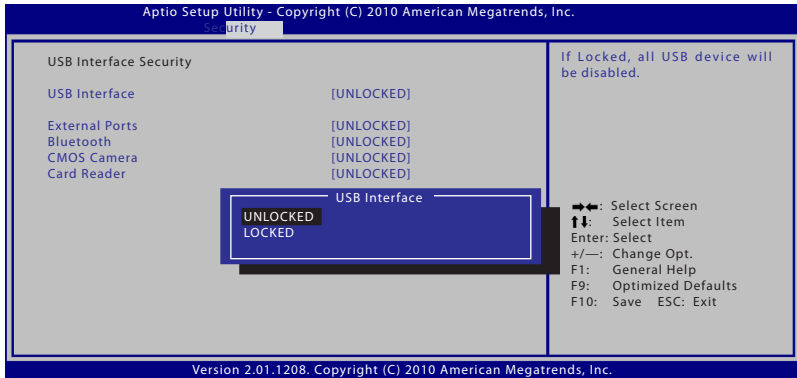 Aptio Setup Utility - Copyright (C) 2010 American Megatrends, Inc.
Security
USB Interface Security
USB Interface [UNLOCKED]
External Ports [UNLOCKED]
Bluetooth [UNLOCKED]
CMOS Camera [UNLOCKED]
Card Reader [UNLOCKED]
USB Interface
UNLOCKED
LOCKED
If Locked, all USB device will
be disabled.
→←: Select Screen
↑↓: Select Item
Enter: Select
+/—: Change Opt.
F1: General Help
F9: Optimized Defaults
F10: Save ESC: Exit
Version 2.01.1208. Copyright (C) 2010 American Megatrends, Inc.